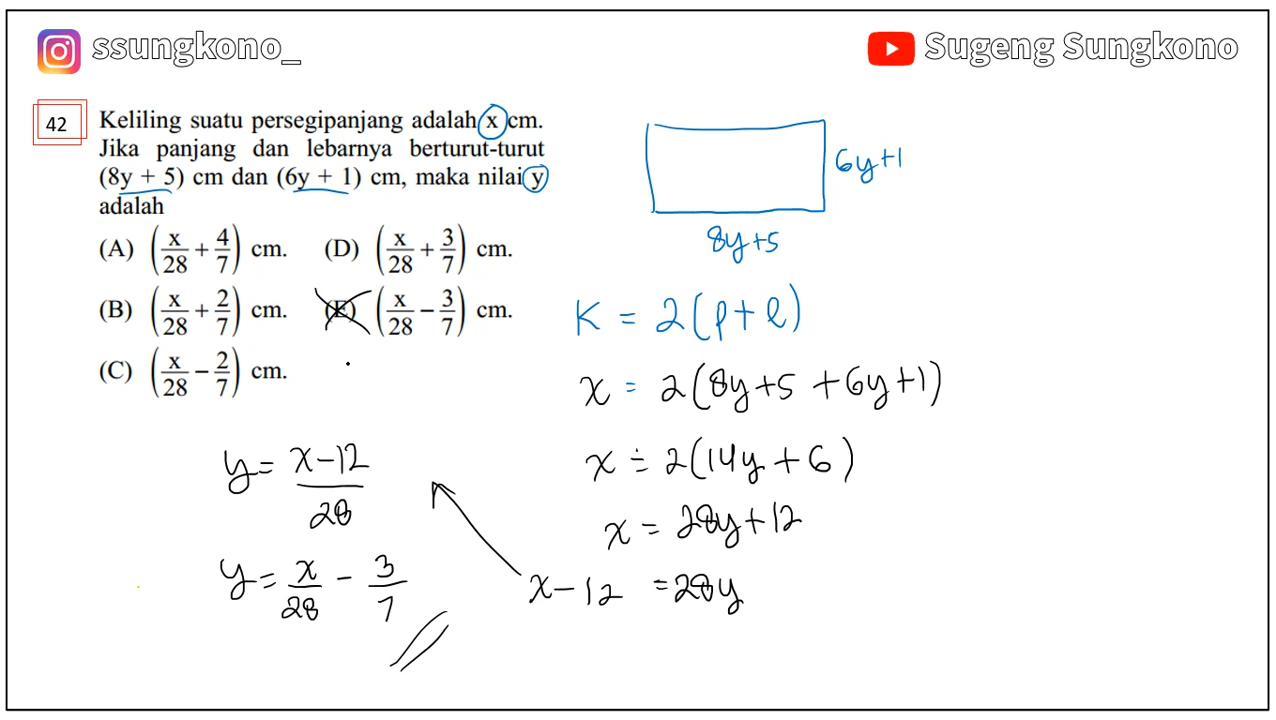 ssungkono_
Sugeng Sungkono
42
Keliling suatu persegipanjang adalah x cm.
Jika panjang dan lebarnya berturut-turut
(8y + 5) cm dan (6y + 1) cm, maka nilai y
adalah
(A) (x/28 + 4/7) cm. (D) (x/28 + 3/7) cm.
(B) (x/28 + 2/7) cm. (E) (x/28 − 3/7) cm.
(C) (x/28 − 2/7) cm.
6y+1
8y+5
K = 2(p+l)
x = 2(8y+5 +6y+1)
x = 2(14y+6)
x = 28y+12
x−12 = 28y
y = x−12/28
y = x/28 − 3/7